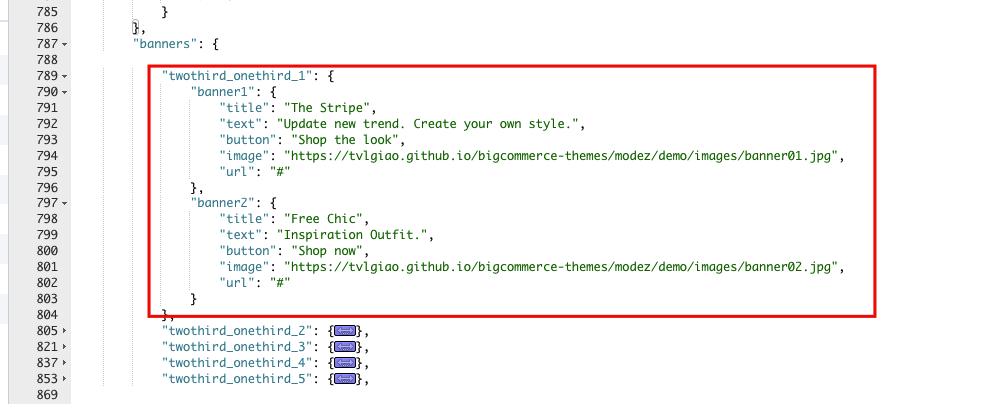 785 }
786 },
787 "banners": {
788
789 "twothird_onethird_1": {
790 "banner1": {
791 "title": "The Stripe",
792 "text": "Update new trend. Create your own style.",
793 "button": "Shop the look",
794 "image": "https://tvlgiao.github.io/bigcommerce-themes/modez/demo/images/banner01.jpg",
795 "url": "#"
796 },
797 "banner2": {
798 "title": "Free Chic",
799 "text": "Inspiration Outfit.",
800 "button": "Shop now",
801 "image": "https://tvlgiao.github.io/bigcommerce-themes/modez/demo/images/banner02.jpg",
802 "url": "#"
803 }
804 },
805 "twothird_onethird_2": {},
821 "twothird_onethird_3": {},
837 "twothird_onethird_4": {},
853 "twothird_onethird_5": {},
869